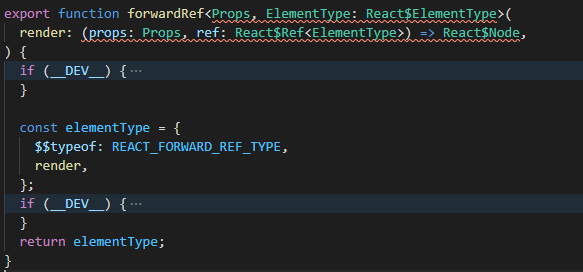 export function forwardRef<Props, ElementType: React$ElementType>(
  render: (props: Props, ref: React$Ref<ElementType>) => React$Node,
) {
  if (__DEV__) {···
  }

  const elementType = {
    $$typeof: REACT_FORWARD_REF_TYPE,
    render,
  };
  if (__DEV__) {···
  }
  return elementType;
}